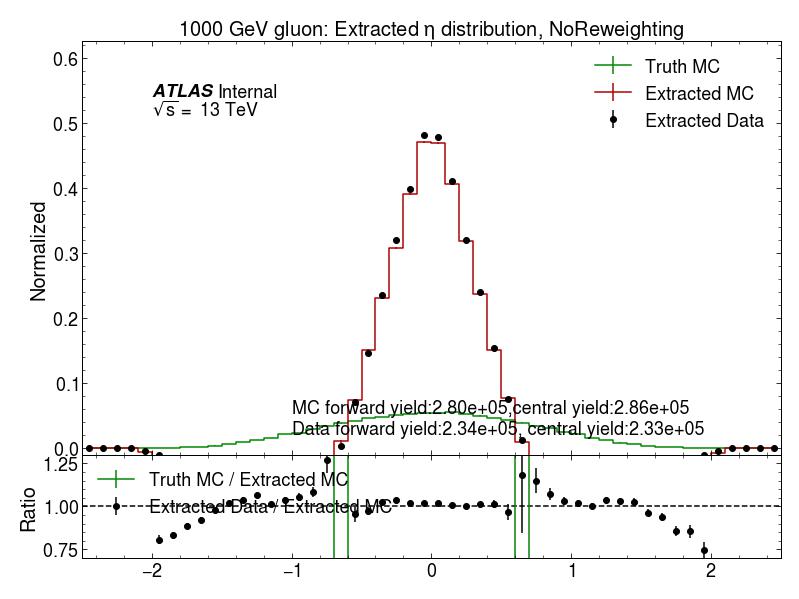 1000 GeV gluon: Extracted η distribution, NoReweighting
0.6
0.5
0.4
0.3
0.2
0.1
0.0
Normalized
ATLAS Internal
√s = 13 TeV
Truth MC
Extracted MC
Extracted Data
MC forward yield:2.80e+05,central yield:2.86e+05
Data forward yield:2.34e+05, central yield:2.33e+05
1.25
1.00
0.75
Ratio
Truth MC / Extracted MC
Extracted Data / Extracted MC
−2 −1 0 1 2